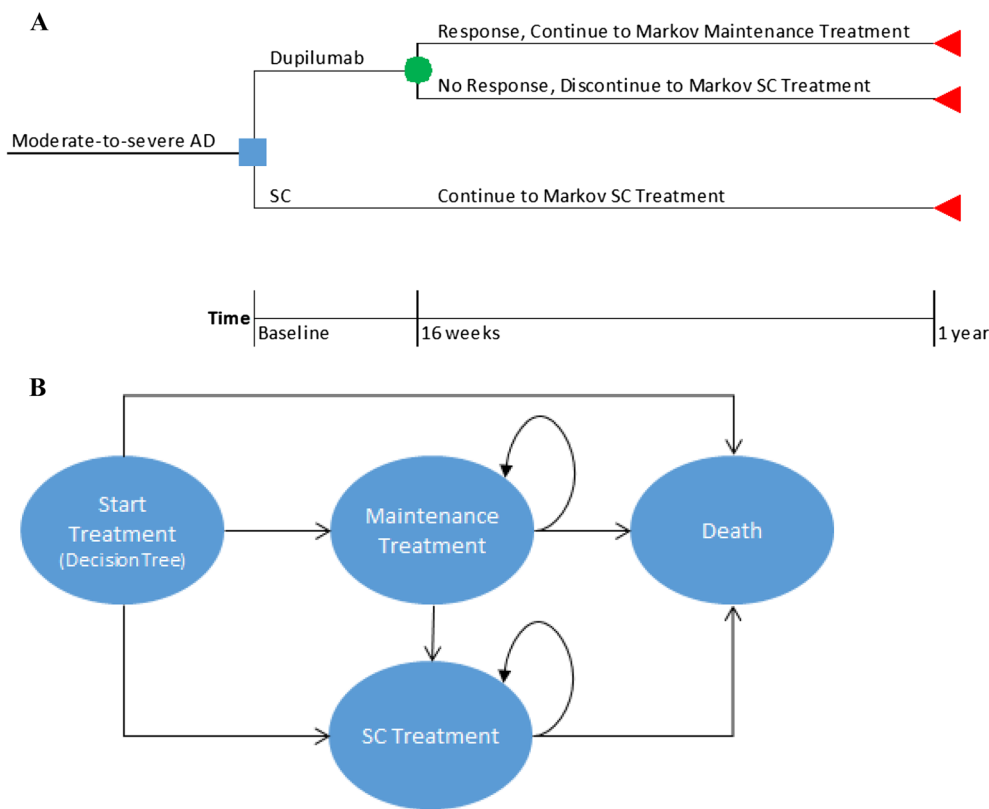 A
Response, Continue to Markov Maintenance Treatment
Dupilumab
No Response, Discontinue to Markov SC Treatment
Moderate-to-severe AD
SC
Continue to Markov SC Treatment
Time
Baseline
16 weeks
1 year
B
Start
Treatment
(Decision Tree)
Maintenance
Treatment
Death
SC Treatment